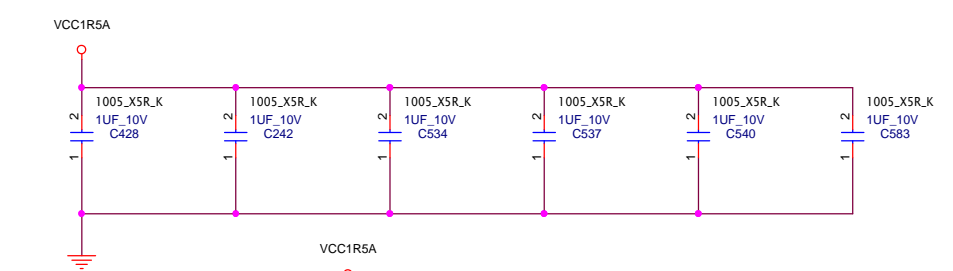 VCC1R5A
1005_X5R_K 1005_X5R_K 1005_X5R_K 1005_X5R_K 1005_X5R_K 1005_X5R_K
2 1UF_10V 2 1UF_10V 2 1UF_10V 2 1UF_10V 2 1UF_10V 2 1UF_10V
C428 C242 C534 C537 C540 C583
1 1 1 1 1 1
VCC1R5A